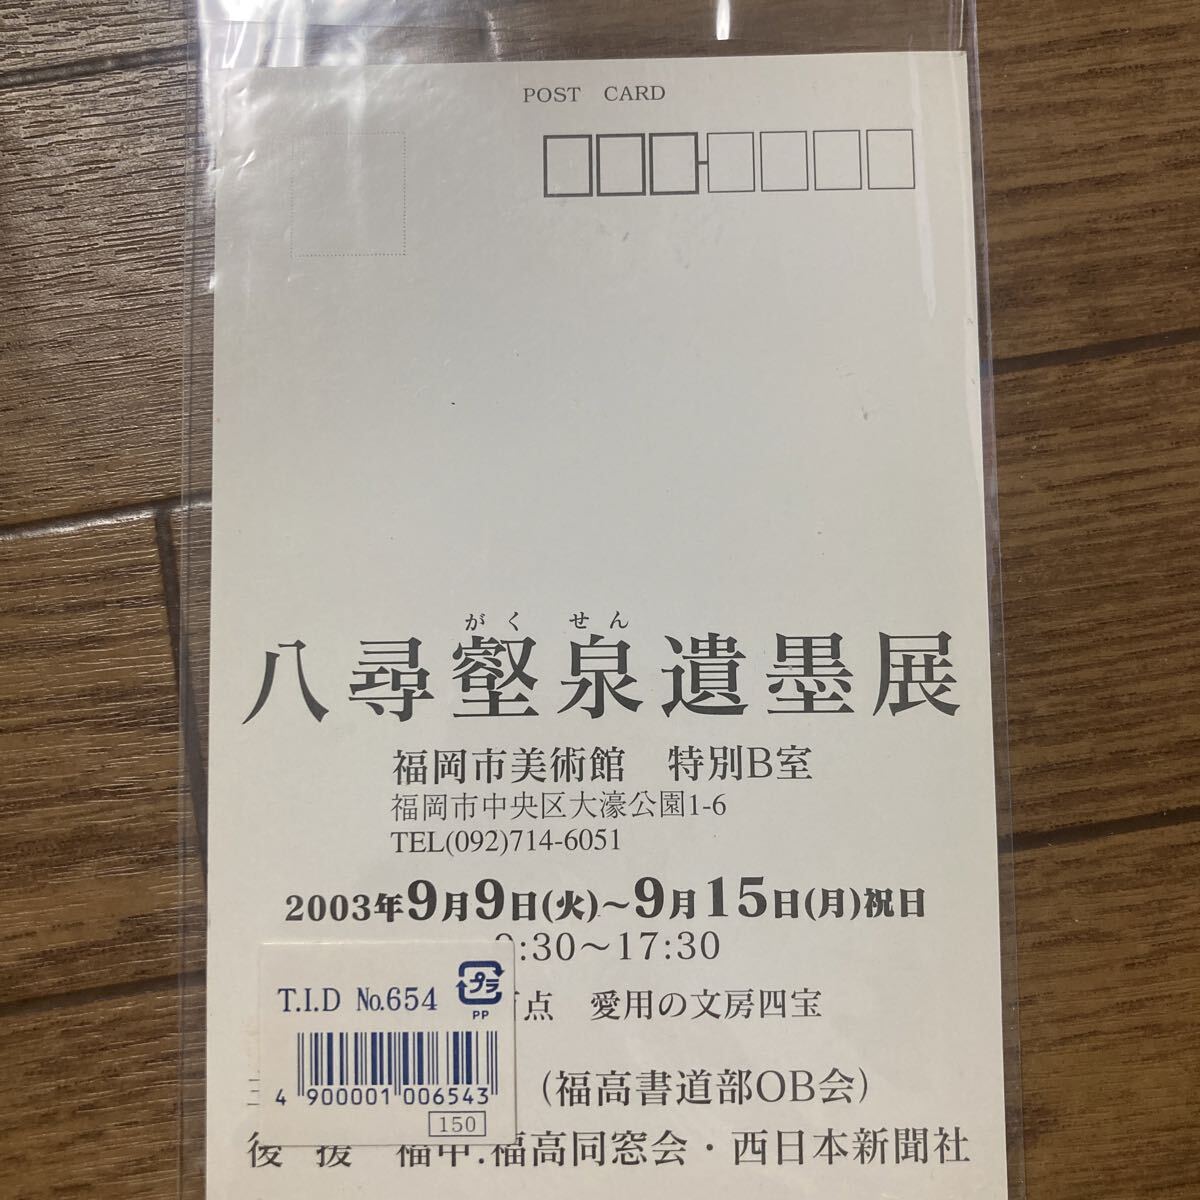 POST CARD
がくせん
八尋壑泉遺墨展
福岡市美術館 特別B室
福岡市中央区大濠公園1-6
TEL(092)714-6051
2003年9月9日(火)～9月15日(月)祝日
:30～17:30
点 愛用の文房四宝
(福高書道部OB会)
後援 福中.福高同窓会・西日本新聞社
T.I.D No.654
プラ
PP
4 900001 006543
150